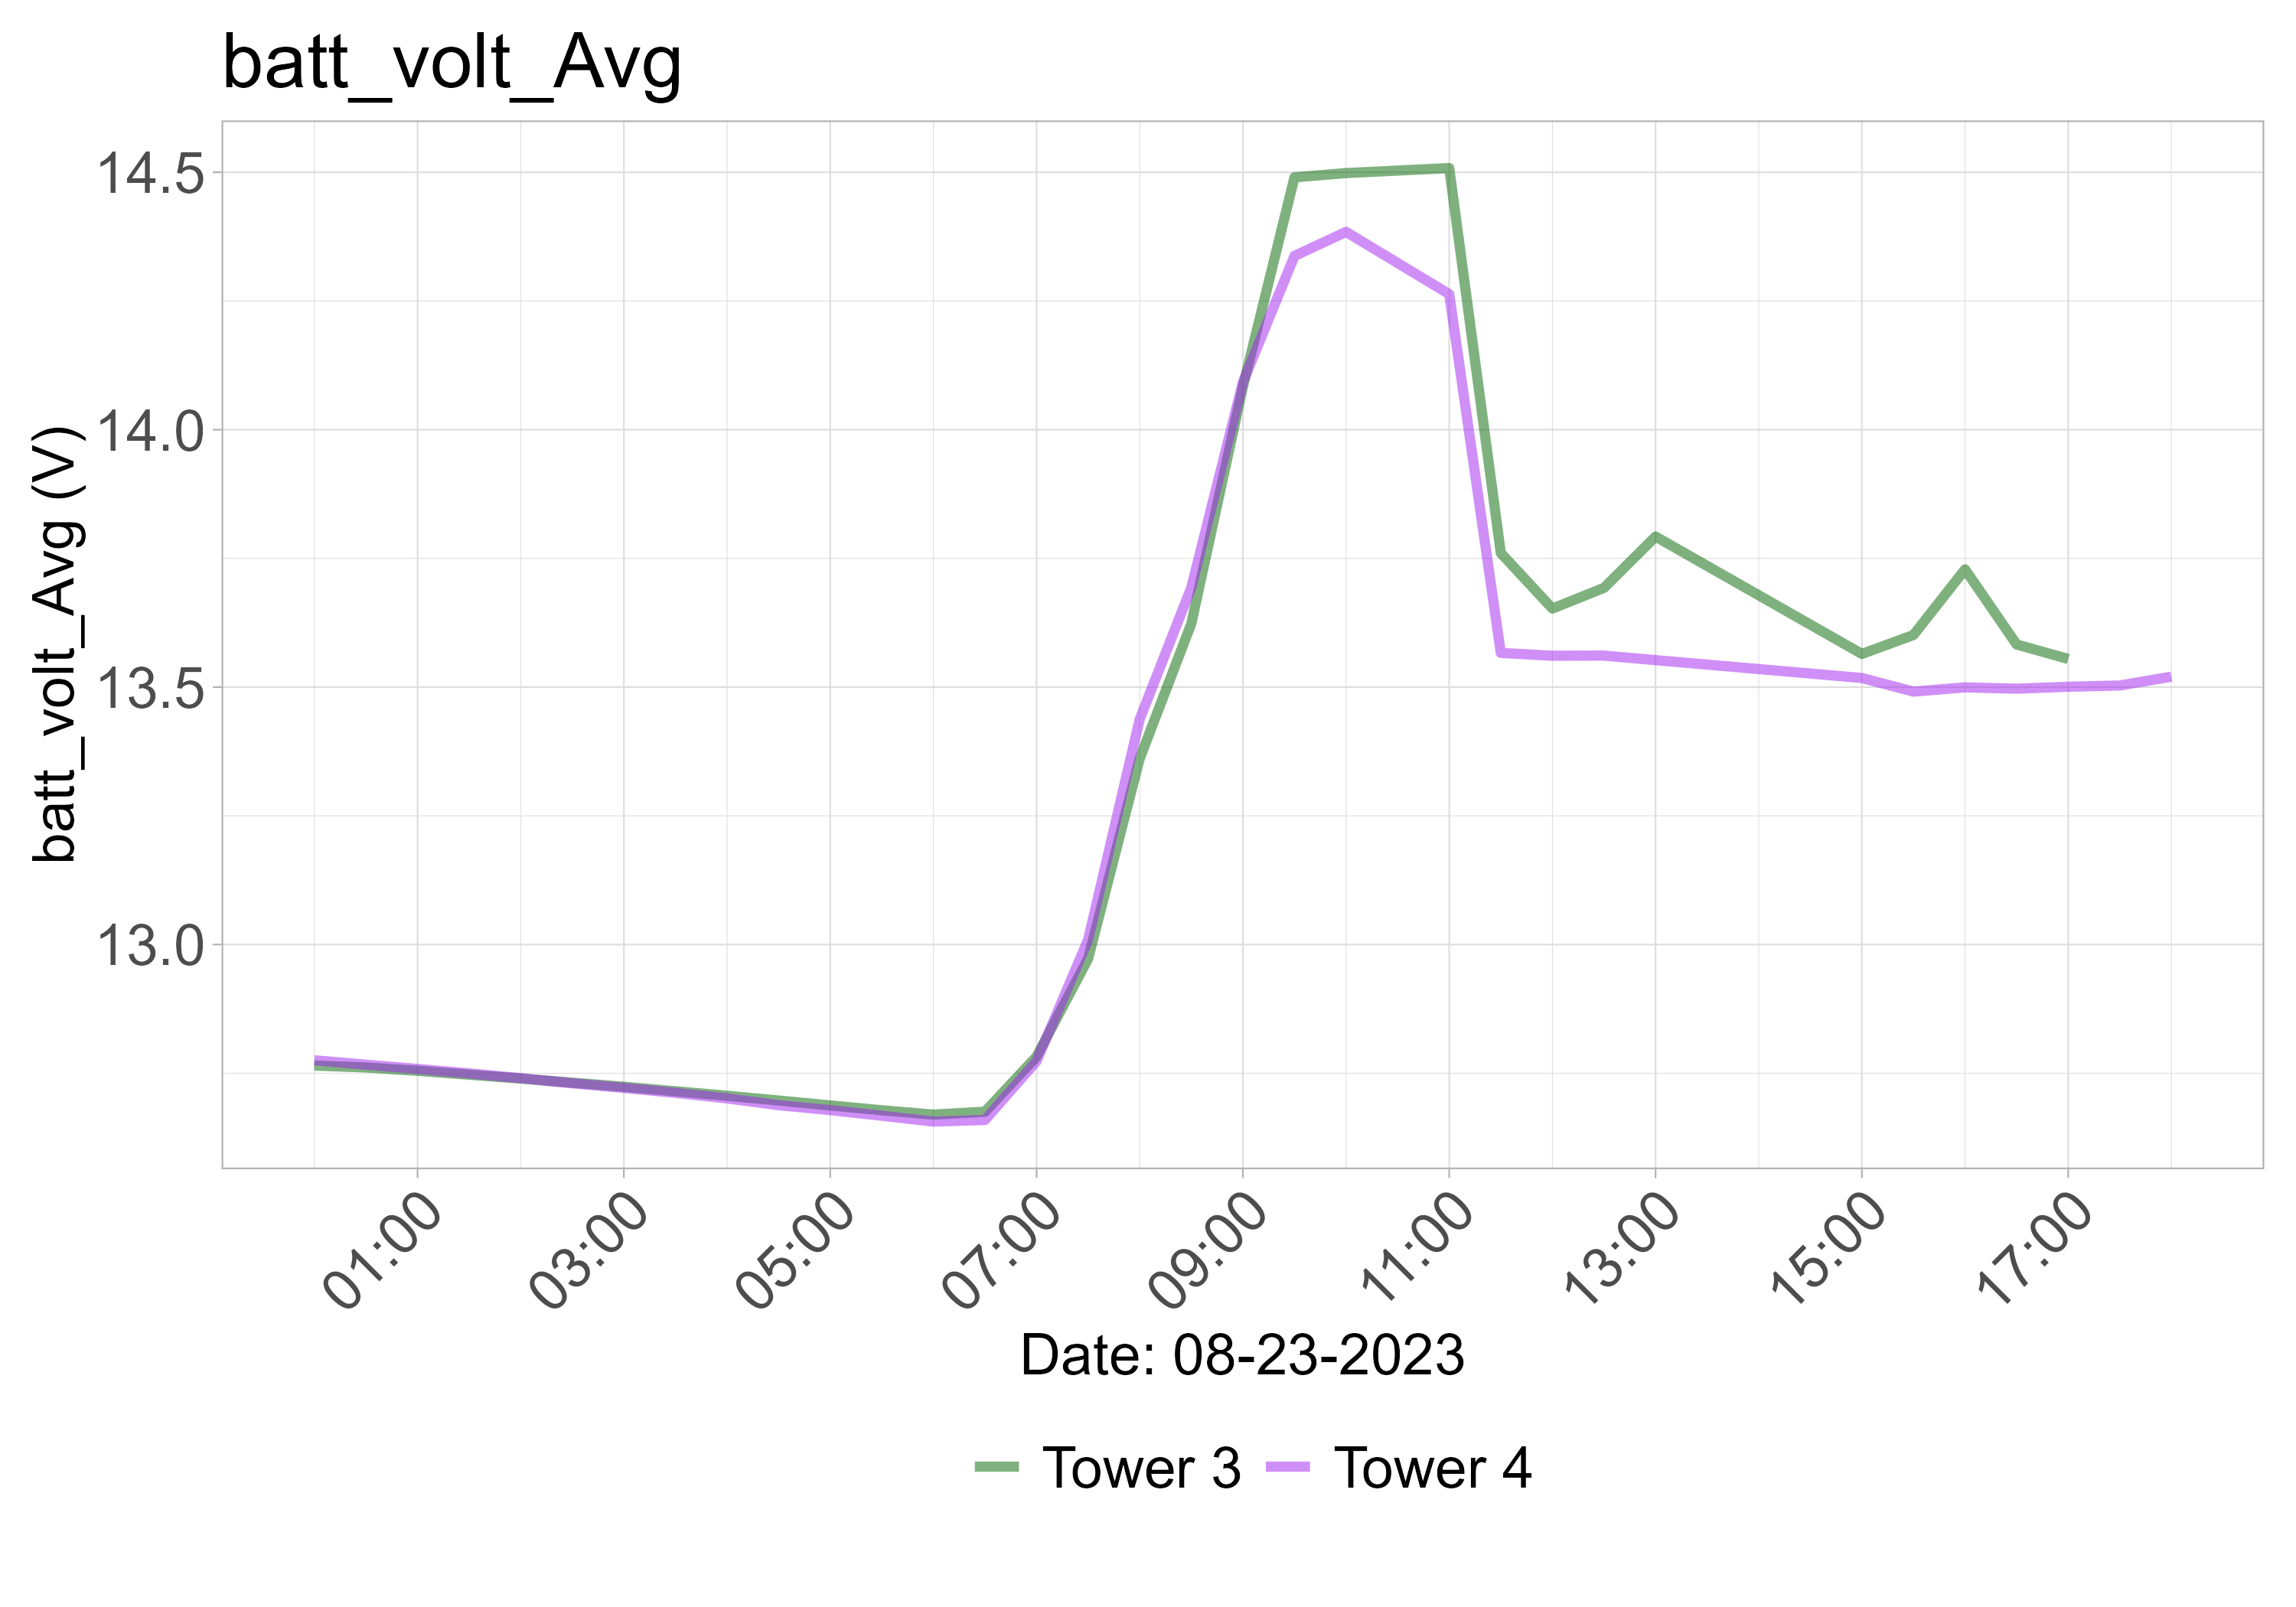 batt_volt_Avg
batt_volt_Avg (V)
14.5
14.0
13.5
13.0
01:00 03:00 05:00 07:00 09:00 11:00 13:00 15:00 17:00
Date: 08-23-2023
Tower 3 Tower 4